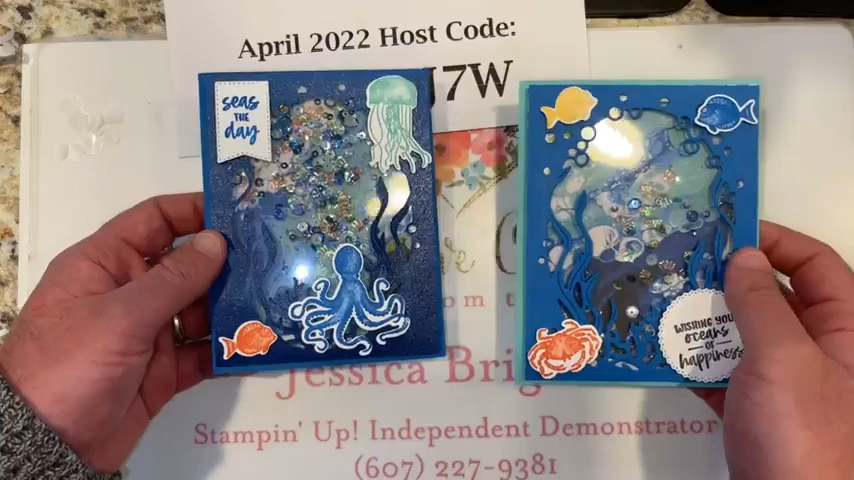 April 2022 Host Code:
J7W
seas
THE
day
WISHING YOU
oceans
OF
happiness
om t
Jessica Brig
Stampin' Up! Independent Demonstrator
(607) 227-9381